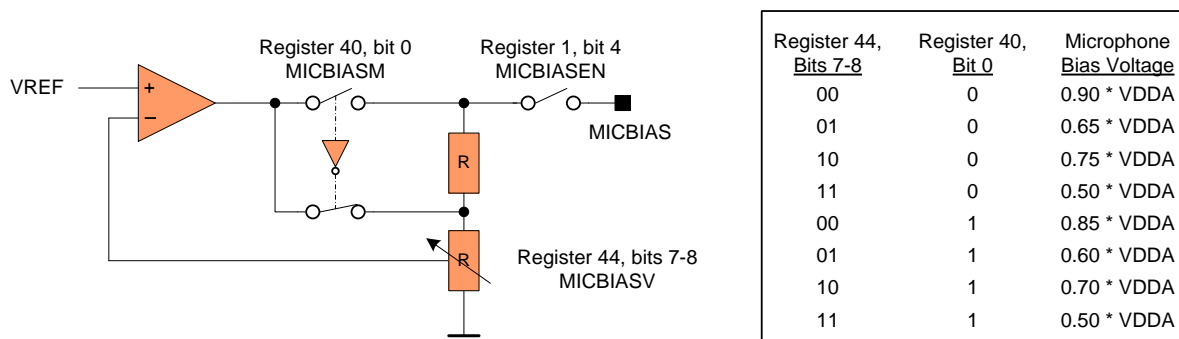 Register 40, bit 0
MICBIASM
Register 1, bit 4
MICBIASEN
VREF
+
−
MICBIAS
R
R
Register 44, bits 7-8
MICBIASV
Register 44, Register 40, Microphone
Bits 7-8 Bit 0 Bias Voltage
00 0 0.90 * VDDA
01 0 0.65 * VDDA
10 0 0.75 * VDDA
11 0 0.50 * VDDA
00 1 0.85 * VDDA
01 1 0.60 * VDDA
10 1 0.70 * VDDA
11 1 0.50 * VDDA